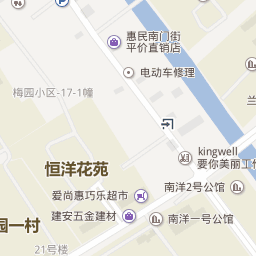 惠民南门街
平价直销店
电动车修理
梅园小区-17-1幢
兰
kingwell
要你美丽工作
恒洋花苑
南洋2号公馆
爱尚惠巧乐超市
建安五金建材
南洋一号公馆
园一村
21号楼